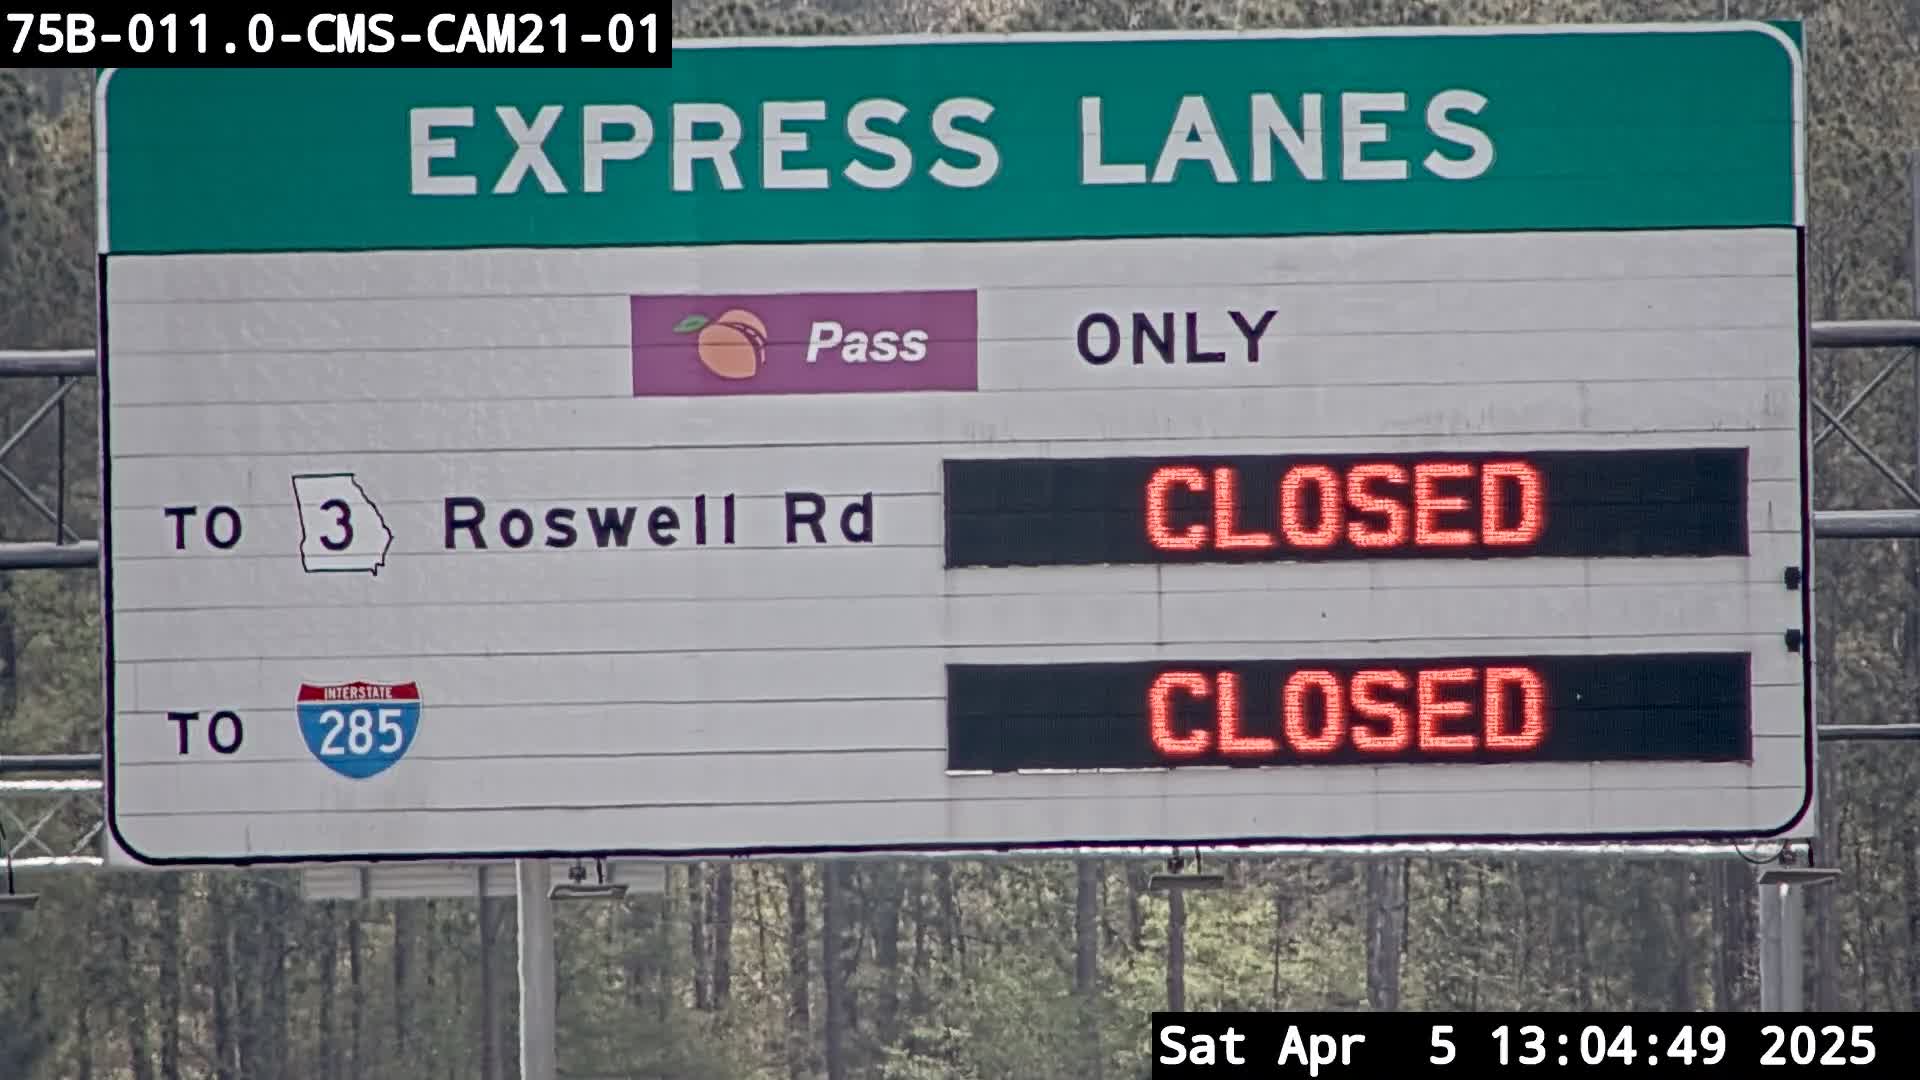 75B-011.0-CMS-CAM21-01
EXPRESS LANES
Pass ONLY
TO 3 Roswell Rd CLOSED
INTERSTATE
TO 285 CLOSED
Sat Apr 5 13:04:49 2025